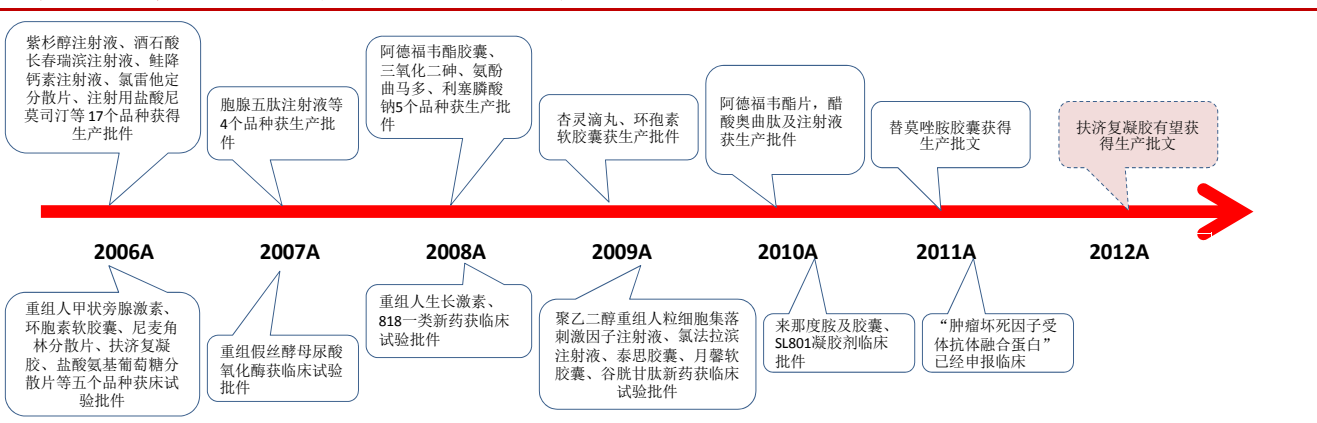 紫杉醇注射液、酒石酸
长春瑞滨注射液、鲑降
钙素注射液、氯雷他定
分散片、注射用盐酸尼
莫司汀等 17个品种获得
生产批件
胞腺五肽注射液等
4个品种获生产批
件
阿德福韦酯胶囊、
三氧化二砷、氨酚
曲马多、利塞膦酸
钠5个品种获生产批
件
杏灵滴丸、环孢素
软胶囊获生产批件
阿德福韦酯片，醋
酸奥曲肽及注射液
获生产批件
替莫唑胺胶囊获得
生产批文
扶济复凝胶有望获
得生产批文
2006A
2007A
2008A
2009A
2010A
2011A
2012A
重组人甲状旁腺激素、
环胞素软胶囊、尼麦角
林分散片、扶济复凝
胶、盐酸氨基葡萄糖分
散片等五个品种获床试
验批件
重组假丝酵母尿酸
氧化酶获临床试验
批件
重组人生长激素、
818一类新药获临床
试验批件
聚乙二醇重组人粒细胞集落
刺激因子注射液、氯法拉滨
注射液、泰思胶囊、月馨软
胶囊、谷胱甘肽新药获临床
试验批件
来那度胺及胶囊、
SL801凝胶剂临床
批件
“肿瘤坏死因子受
体抗体融合蛋白”
已经申报临床